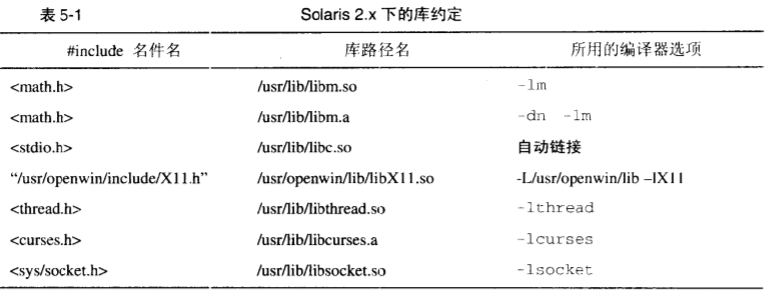 表 5-1 Solaris 2.x 下的库约定
#include 名件名 库路径名 所用的编译器选项
<math.h> /usr/lib/libm.so -lm
<math.h> /usr/lib/libm.a -dn -lm
<stdio.h> /usr/lib/libc.so 自动链接
“/usr/openwin/include/X11.h” /usr/openwin/lib/libX11.so -L/usr/openwin/lib –lX11
<thread.h> /usr/lib/libthread.so -lthread
<curses.h> /usr/lib/libcurses.a -lcurses
<sys/socket.h> /usr/lib/libsocket.so -lsocket